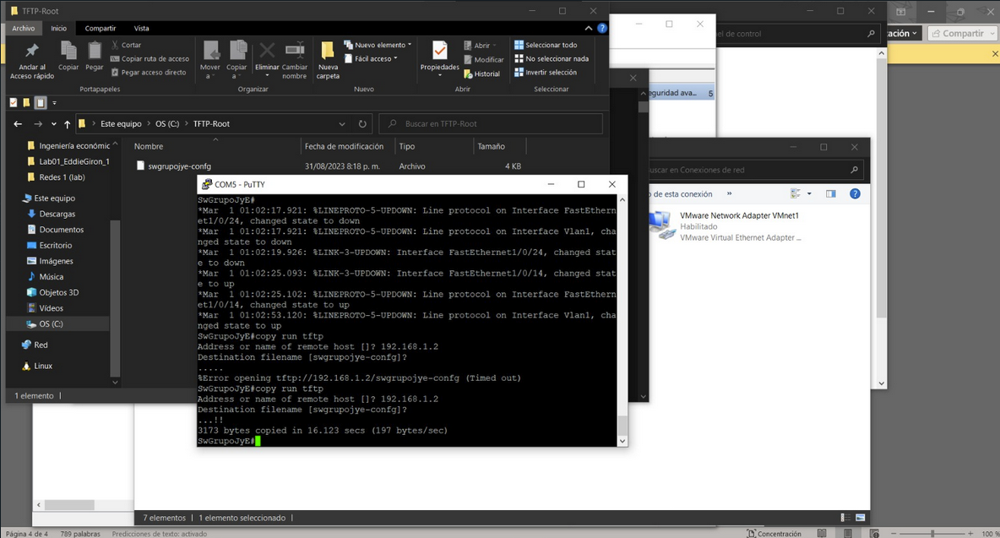 TFTP-Root
Archivo Inicio Compartir Vista
Anclar al Acceso rápido
Copiar
Pegar
Cortar
Copiar ruta de acceso
Pegar acceso directo
Portapapeles
Mover a
Copiar a
Eliminar
Cambiar nombre
Organizar
Nueva carpeta
Nuevo elemento
Fácil acceso
Nuevo
Propiedades
Abrir
Modificar
Historial
Abrir
Seleccionar todo
No seleccionar nada
Invertir selección
Seleccionar
Este equipo > OS (C:) > TFTP-Root
Buscar en TFTP-Root
Nombre Fecha de modificación Tipo Tamaño
swgrupojye-confg 31/08/2023 8:18 p. m. Archivo 4 KB
Ingeniería económic
Lab01_EddieGiron_1
Redes 1 (lab)
Este equipo
Descargas
Documentos
Escritorio
Imágenes
Música
Objetos 3D
Vídeos
OS (C:)
Red
Linux
1 elemento
COM5 - PuTTY
SwGrupoJyE#
*Mar  1 01:02:17.921: %LINEPROTO-5-UPDOWN: Line protocol on Interface FastEthern
et1/0/24, changed state to down
*Mar  1 01:02:17.921: %LINEPROTO-5-UPDOWN: Line protocol on Interface Vlan1, cha
nged state to down
*Mar  1 01:02:19.926: %LINK-3-UPDOWN: Interface FastEthernet1/0/24, changed stat
e to down
*Mar  1 01:02:25.093: %LINK-3-UPDOWN: Interface FastEthernet1/0/14, changed stat
e to up
*Mar  1 01:02:25.102: %LINEPROTO-5-UPDOWN: Line protocol on Interface FastEthern
et1/0/14, changed state to up
*Mar  1 01:02:53.120: %LINEPROTO-5-UPDOWN: Line protocol on Interface Vlan1, cha
nged state to up
SwGrupoJyE#copy run tftp
Address or name of remote host []? 192.168.1.2
Destination filename [swgrupojye-confg]?
.....
%Error opening tftp://192.168.1.2/swgrupojye-confg (Timed out)
SwGrupoJyE#copy run tftp
Address or name of remote host []? 192.168.1.2
Destination filename [swgrupojye-confg]?
...!!
3173 bytes copied in 16.123 secs (197 bytes/sec)
SwGrupoJyE#
el de control
Compartir
eguridad ava... 5
uscar en Conexiones de red
o de esta conexión »
VMware Network Adapter VMnet1
Habilitado
VMware Virtual Ethernet Adapter ...
7 elementos 1 elemento seleccionado
Página 4 de 4 789 palabras Predicciones de texto: activado Concentración 100 %